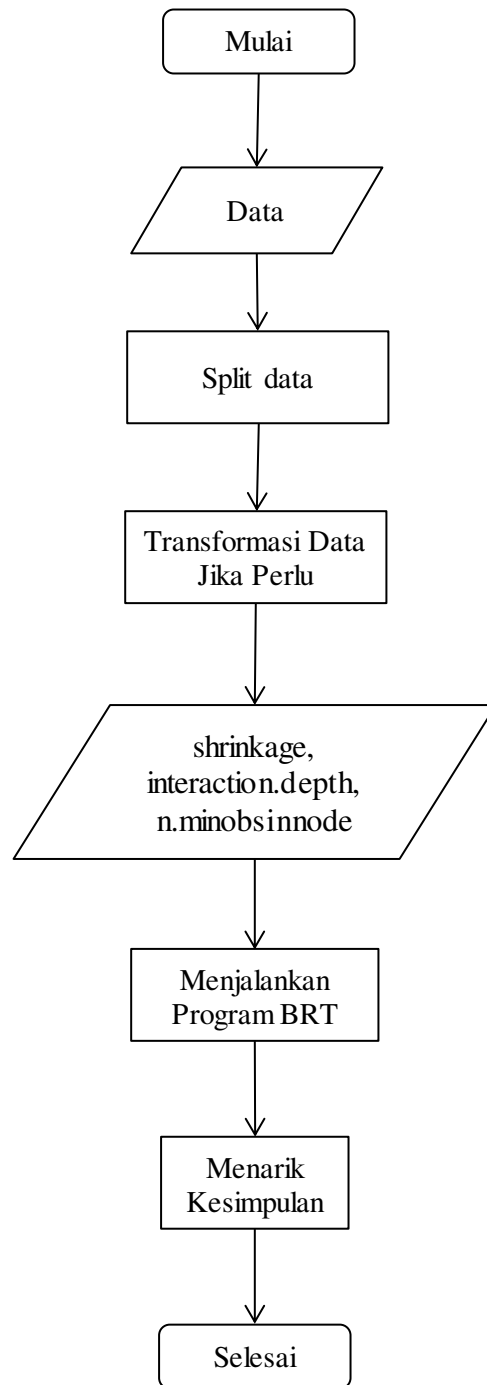 Mulai
Data
Split data
Transformasi Data
Jika Perlu
shrinkage,
interaction.depth,
n.minobsinnode
Menjalankan
Program BRT
Menarik
Kesimpulan
Selesai